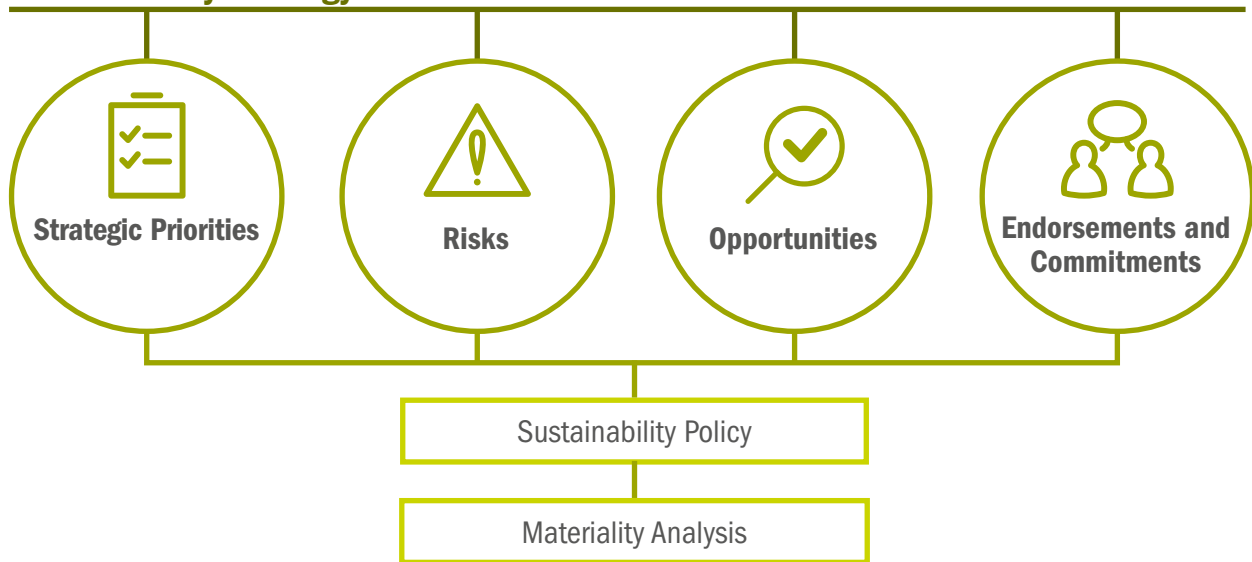 Strategic Priorities
Risks
Opportunities
Endorsements and
Commitments
Sustainability Policy
Materiality Analysis